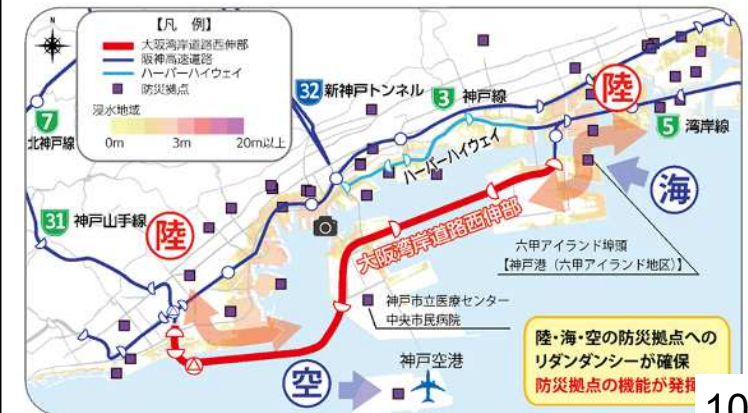 【凡 例】
N
大阪湾岸道路西伸部
阪神高速道路
ハーバーハイウェイ
防災拠点
浸水地域
0m 3m 20m以上
7
北神戸線
32 新神戸トンネル
3 神戸線
陸
5 湾岸線
ハーバーハイウェイ
海
31 神戸山手線
陸
大阪湾岸道路西伸部
六甲アイランド埠頭
【神戸港（六甲アイランド地区）】
神戸市立医療センター
中央市民病院
神戸空港
空
陸・海・空の防災拠点への
リダンダンシーが確保
防災拠点の機能が発
10